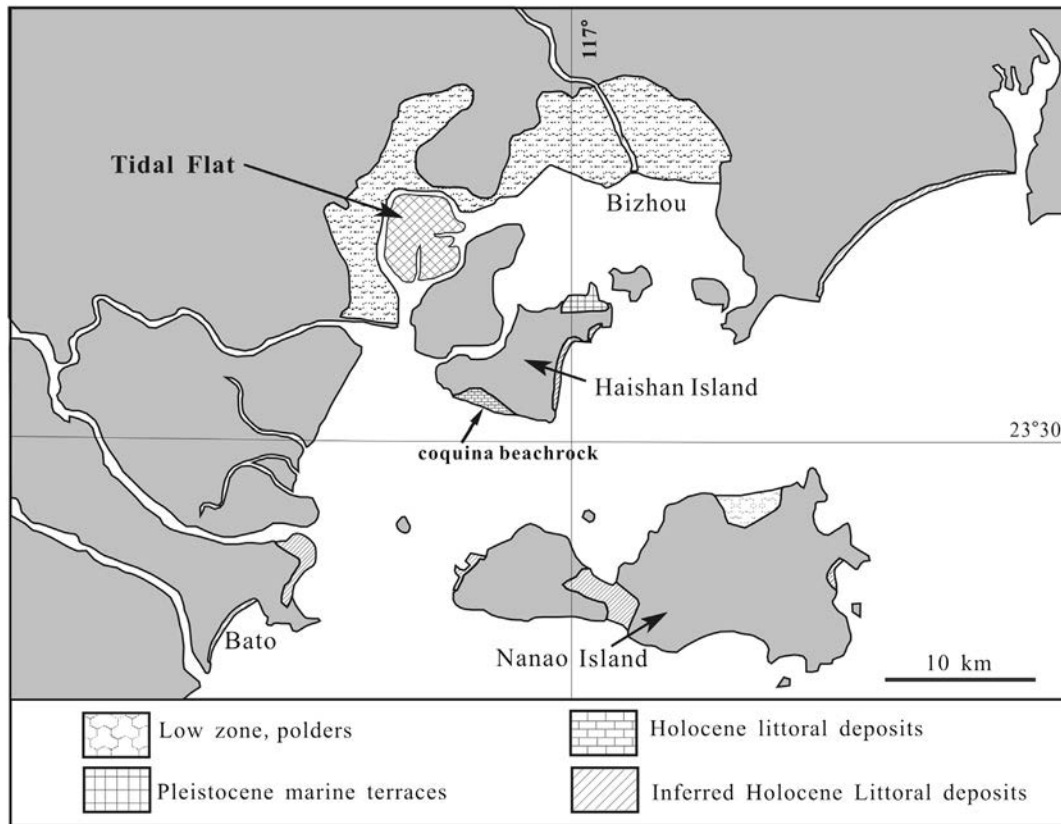 117°
Tidal Flat
Bizhou
Haishan Island
23°30
coquina beachrock
Bato
Nanao Island
10 km
Low zone, polders
Holocene littoral deposits
Pleistocene marine terraces
Inferred Holocene Littoral deposits